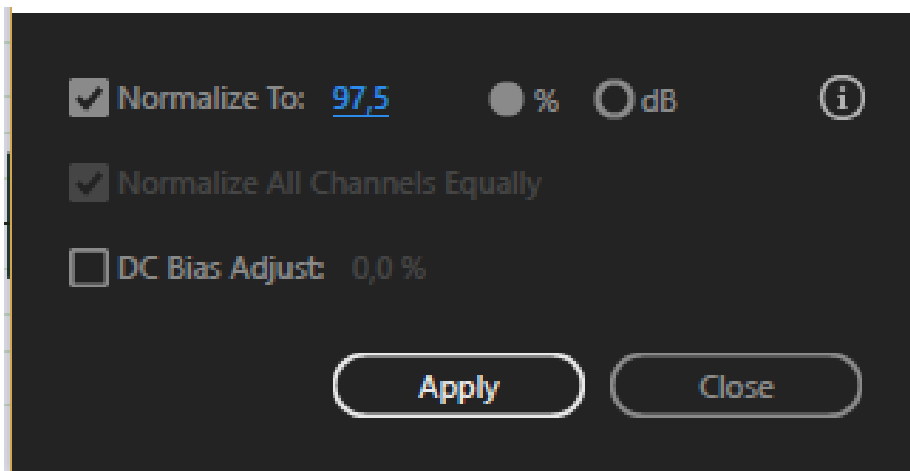 Normalize To: 97,5 % dB
Normalize All Channels Equally
DC Bias Adjust: 0,0 %
Apply Close